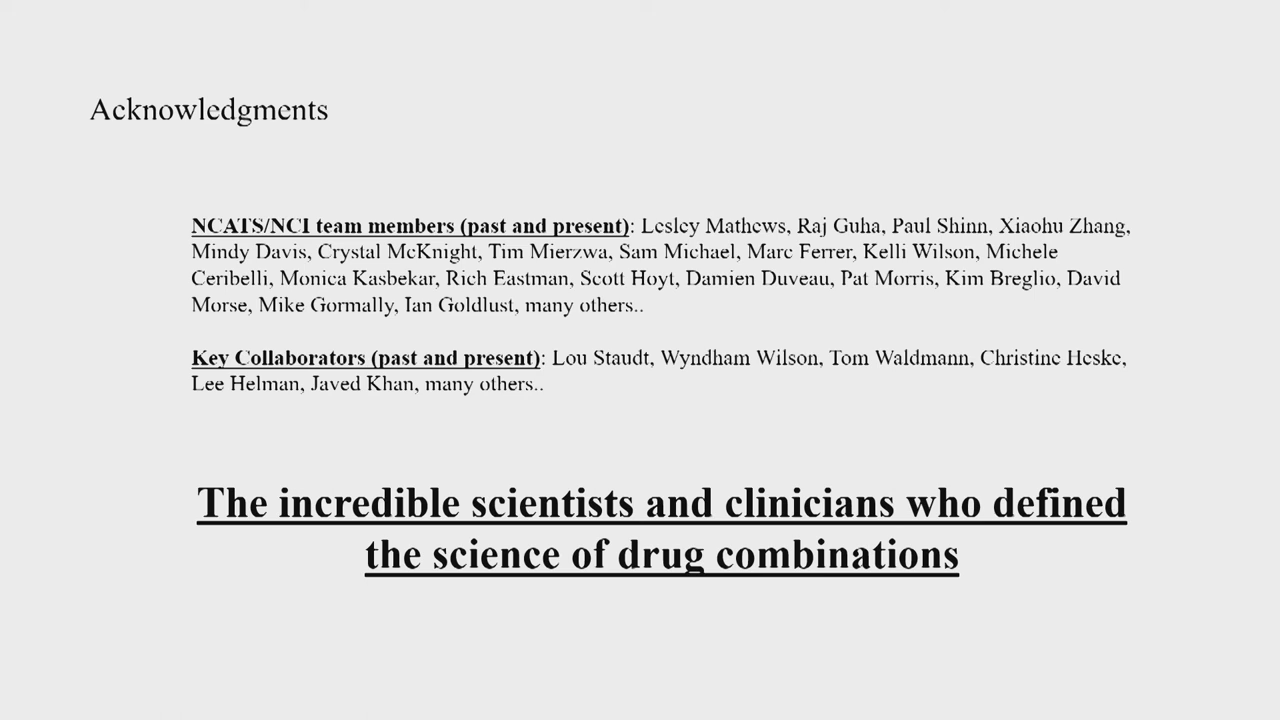 Acknowledgments
NCATS/NCI team members (past and present): Lesley Mathews, Raj Guha, Paul Shinn, Xiaohu Zhang,
Mindy Davis, Crystal McKnight, Tim Mierzwa, Sam Michael, Marc Ferrer, Kelli Wilson, Michele
Ceribelli, Monica Kasbekar, Rich Eastman, Scott Hoyt, Damien Duveau, Pat Morris, Kim Breglio, David
Morse, Mike Gormally, Ian Goldlust, many others..
Key Collaborators (past and present): Lou Staudt, Wyndham Wilson, Tom Waldmann, Christine Heske,
Lee Helman, Javed Khan, many others..
The incredible scientists and clinicians who defined
the science of drug combinations